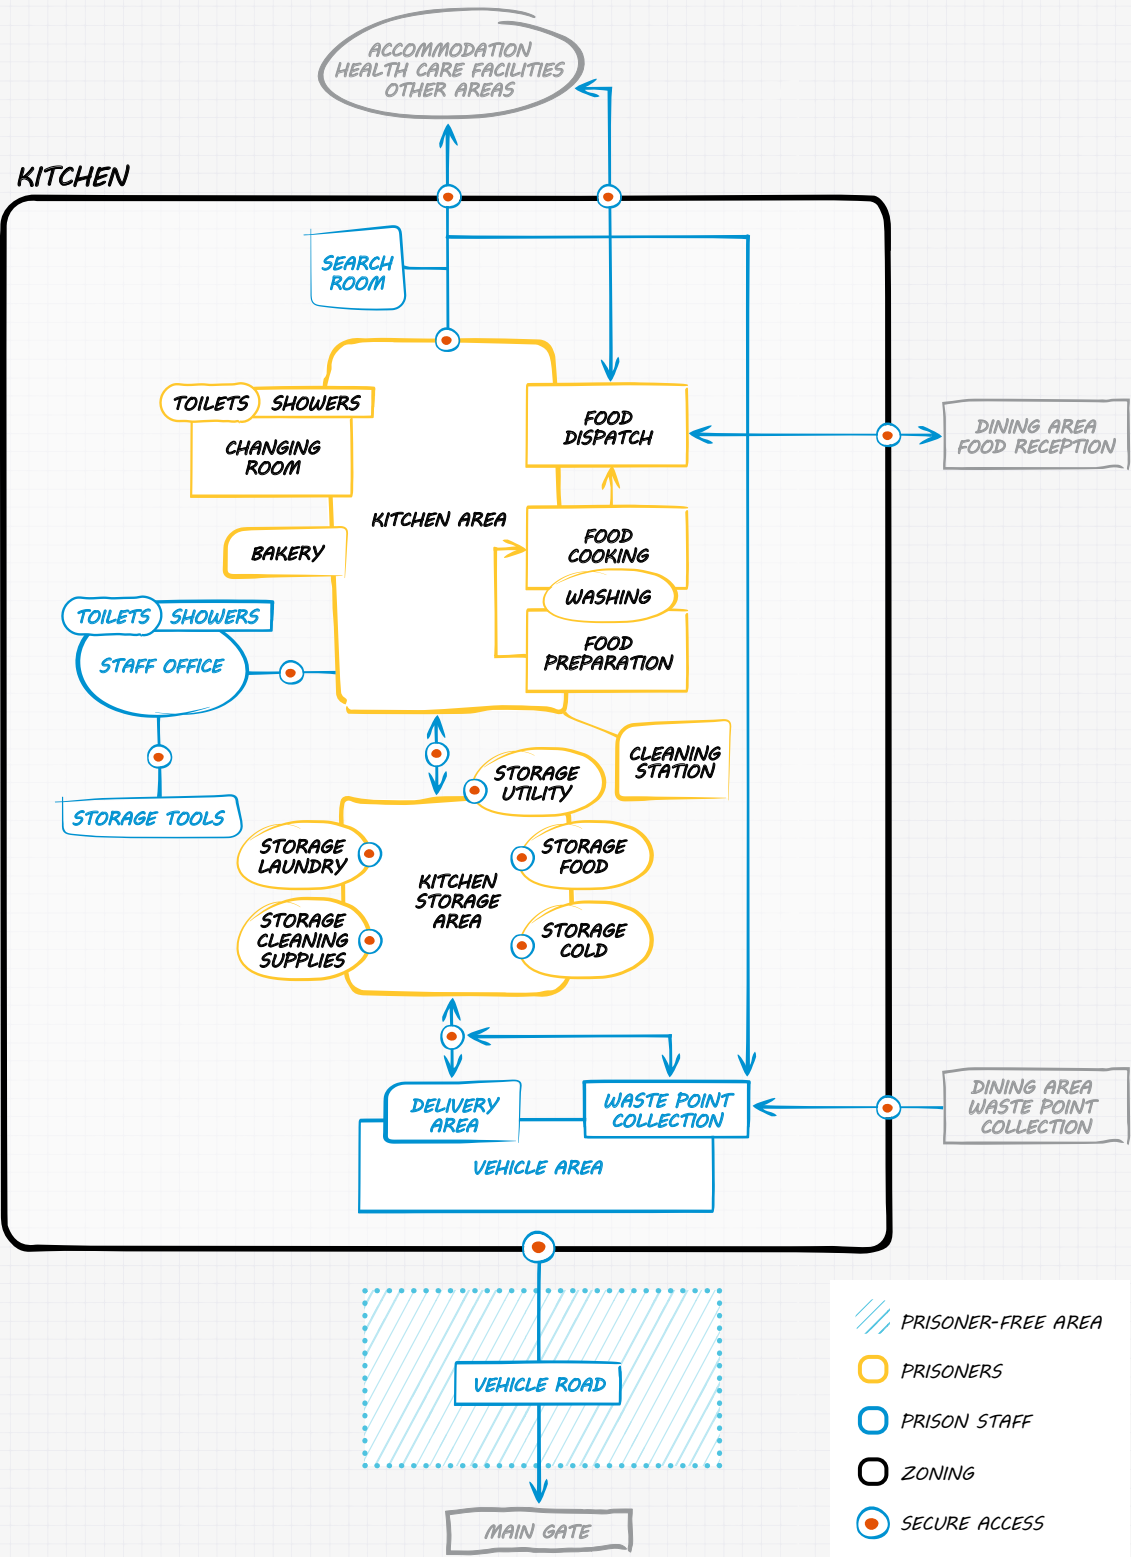 ACCOMMODATION
HEALTH CARE FACILITIES
OTHER AREAS
KITCHEN
SEARCH
ROOM
TOILETS
SHOWERS
CHANGING
ROOM
FOOD
DISPATCH
DINING AREA
FOOD RECEPTION
KITCHEN AREA
BAKERY
FOOD
COOKING
WASHING
FOOD
PREPARATION
TOILETS
SHOWERS
STAFF OFFICE
STORAGE TOOLS
CLEANING
STATION
STORAGE
UTILITY
STORAGE
LAUNDRY
STORAGE
FOOD
KITCHEN
STORAGE
AREA
STORAGE
CLEANING
SUPPLIES
STORAGE
COLD
DELIVERY
AREA
WASTE POINT
COLLECTION
DINING AREA
WASTE POINT
COLLECTION
VEHICLE AREA
VEHICLE ROAD
MAIN GATE
PRISONER-FREE AREA
PRISONERS
PRISON STAFF
ZONING
SECURE ACCESS